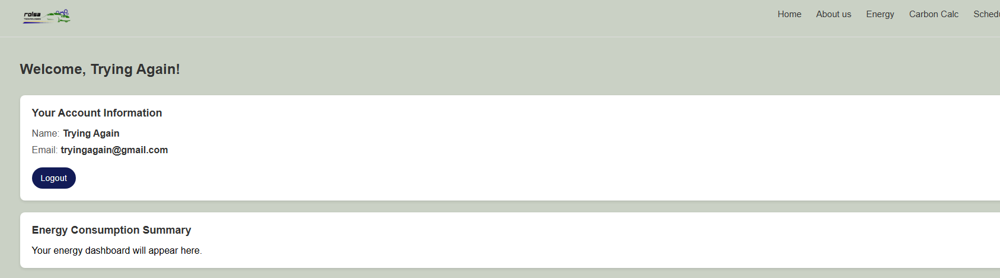 rolsa
TECHNOLOGIES
Home About us Energy Carbon Calc Schedu
Welcome, Trying Again!
Your Account Information
Name: Trying Again
Email: tryingagain@gmail.com
Logout
Energy Consumption Summary
Your energy dashboard will appear here.